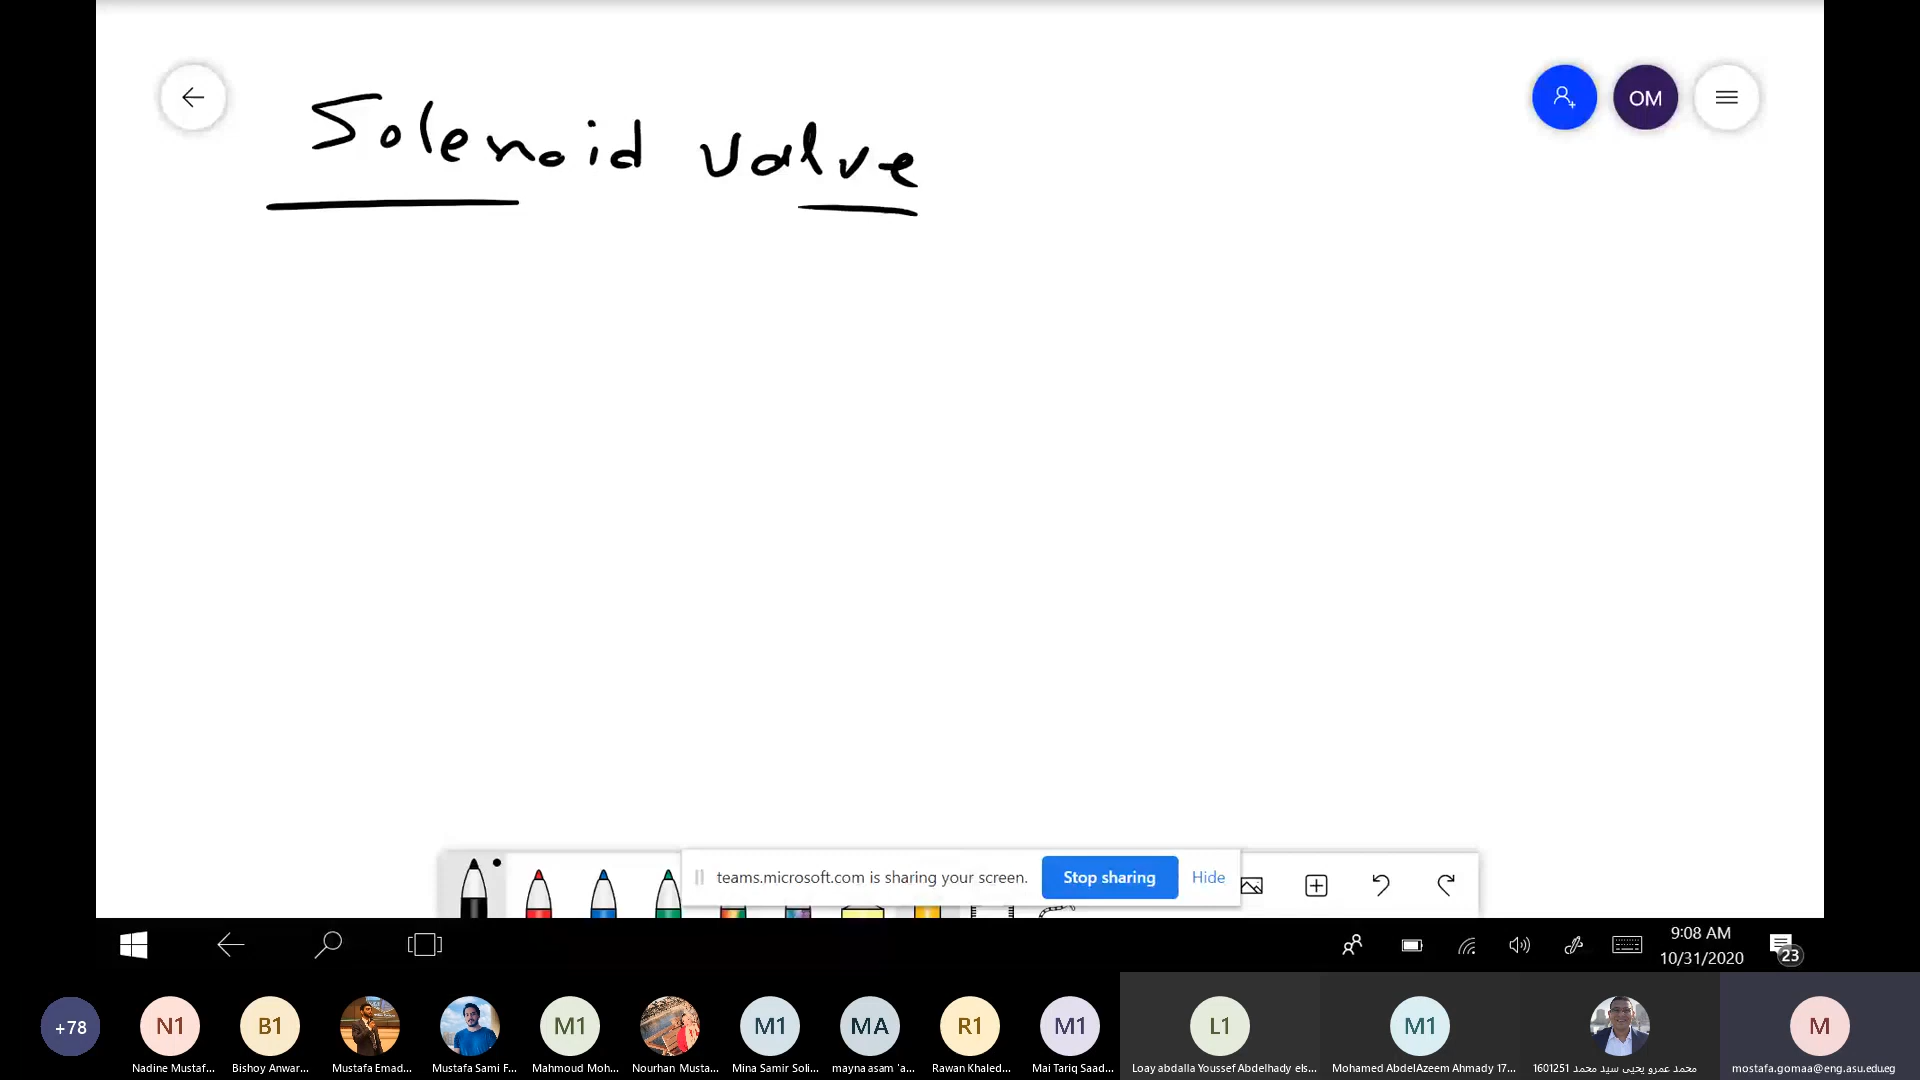 Solenoid valve
OM
teams.microsoft.com is sharing your screen.
Stop sharing
Hide
9:08 AM
10/31/2020
23
+78
N1
B1
M1
M1
MA
R1
M1
L1
M1
M
Nadine Mustaf...
Bishoy Anwar...
Mustafa Emad...
Mustafa Sami F...
Mahmoud Moh...
Nourhan Musta...
Mina Samir Soli...
mayna asam 'a...
Rawan Khaled...
Mai Tariq Saad...
Loay abdalla Youssef Abdelhady els...
Mohamed AbdelAzeem Ahmady 17...
محمد عمرو يحيى سيد محمد 1601251
mostafa.gomaa@eng.asu.edu.eg